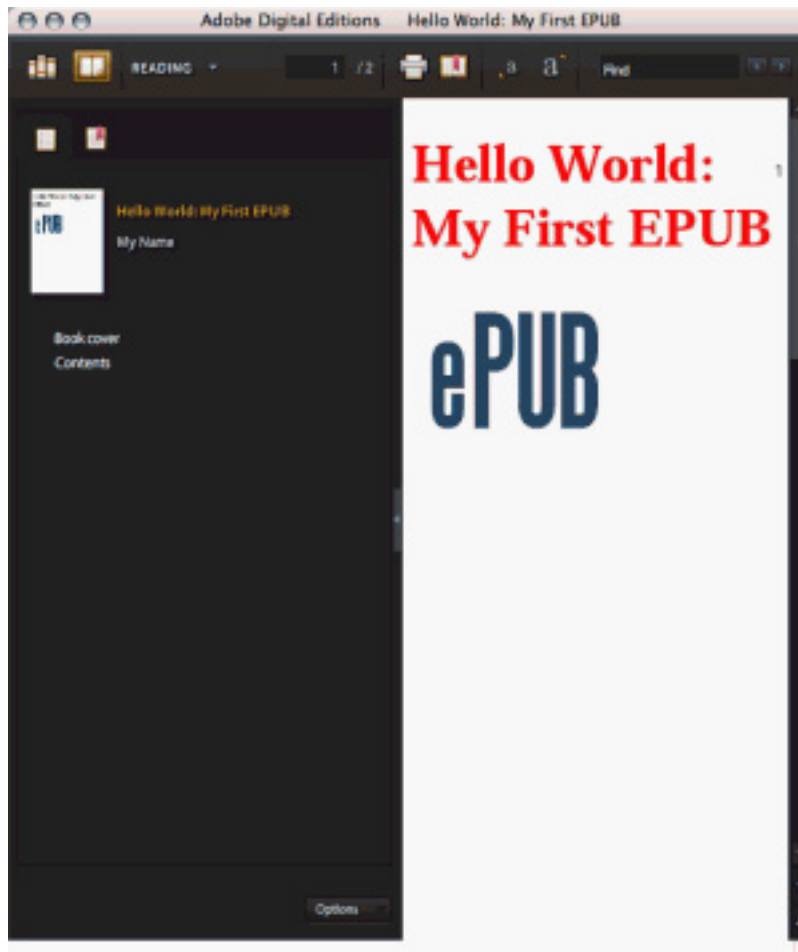 Adobe Digital Editions    Hello World: My First EPUB
READING 1 /2 a a Find
Hello World: My First EPUB
My Name
ePUB
Book cover
Contents
Options
Hello World:
1
My First EPUB
ePUB